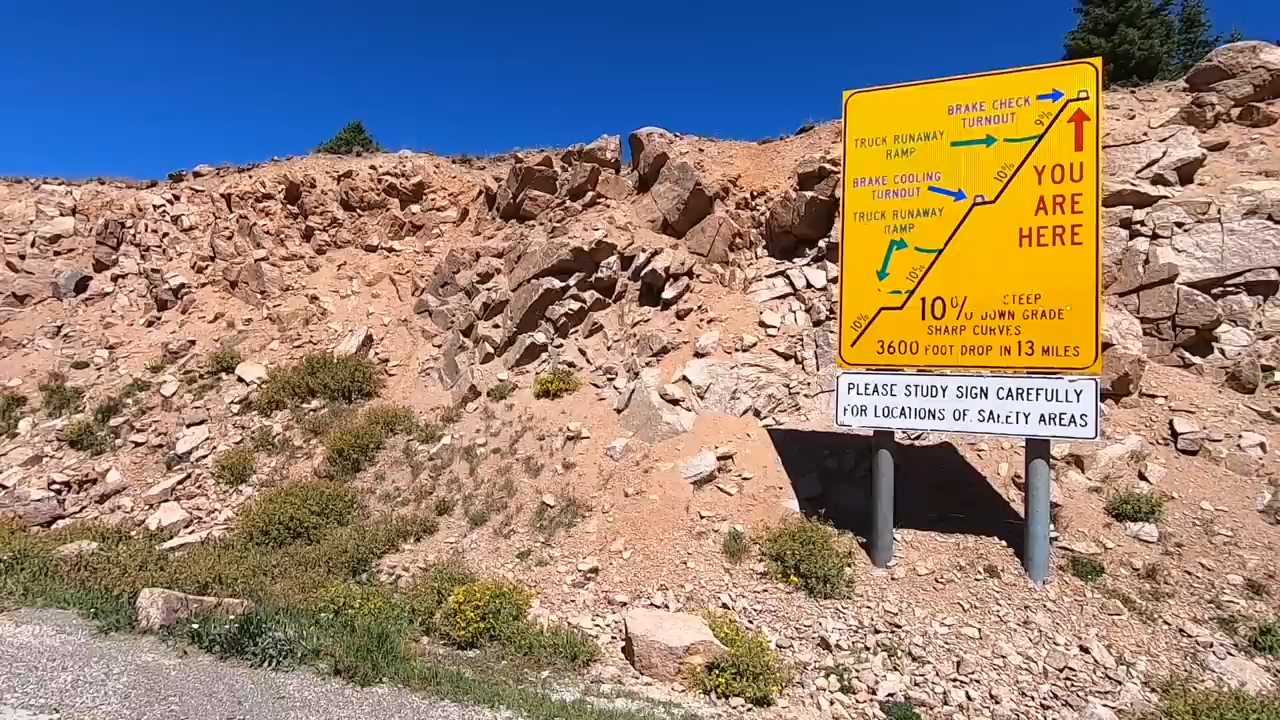 BRAKE CHECK
TURNOUT
9%
TRUCK RUNAWAY
RAMP
10%
BRAKE COOLING
TURNOUT
YOU
ARE
HERE
TRUCK RUNAWAY
RAMP
10%
10%
10% STEEP
DOWN GRADE
SHARP CURVES
3600 FOOT DROP IN 13 MILES
PLEASE STUDY SIGN CAREFULLY
FOR LOCATIONS OF SAFETY AREAS